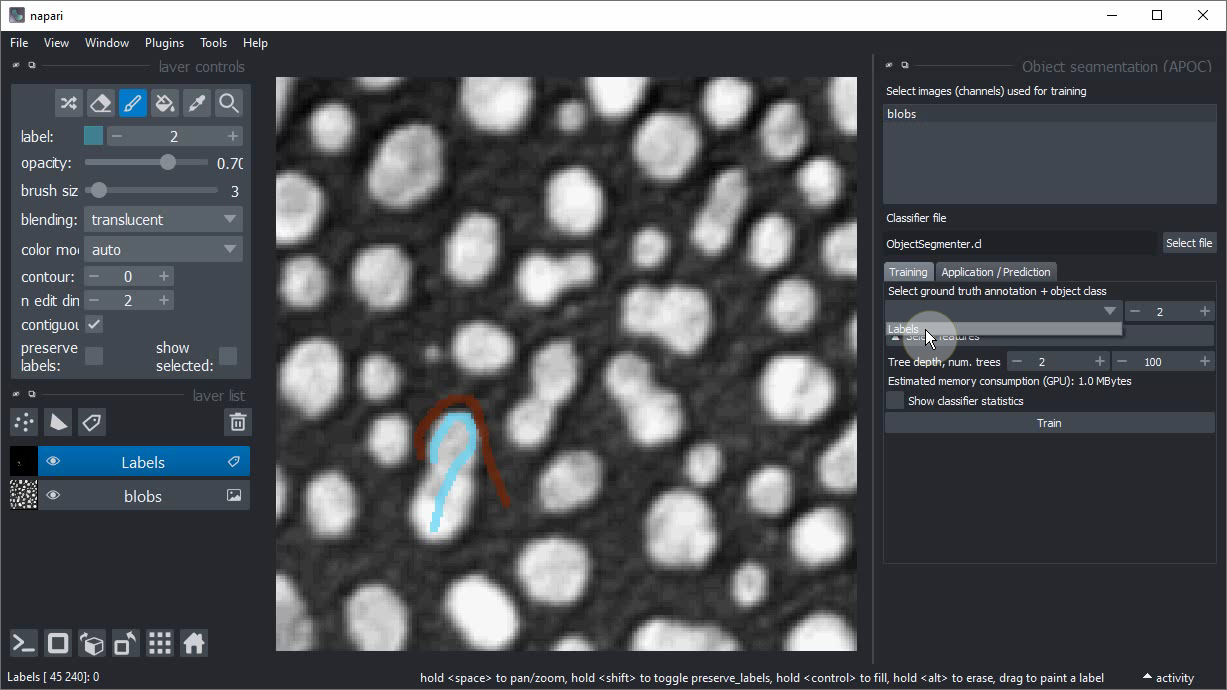 napari
File View Window Plugins Tools Help
layer controls
label: 2
opacity: 0.70
brush siz 3
blending: translucent
color mo auto
contour: 0
n edit din 2
contiguou
preserve labels: show selected:
layer list
Labels
blobs
Object segmentation (APOC)
Select images (channels) used for training
blobs
Classifier file
ObjectSegmenter.cl Select file
Training Application / Prediction
Select ground truth annotation + object class
2
Labels
Select features
Tree depth, num. trees 2 100
Estimated memory consumption (GPU): 1.0 MBytes
Show classifier statistics
Train
Labels [ 45 240]: 0 hold <space> to pan/zoom, hold <shift> to toggle preserve_labels, hold <control> to fill, hold <alt> to erase, drag to paint a label activity